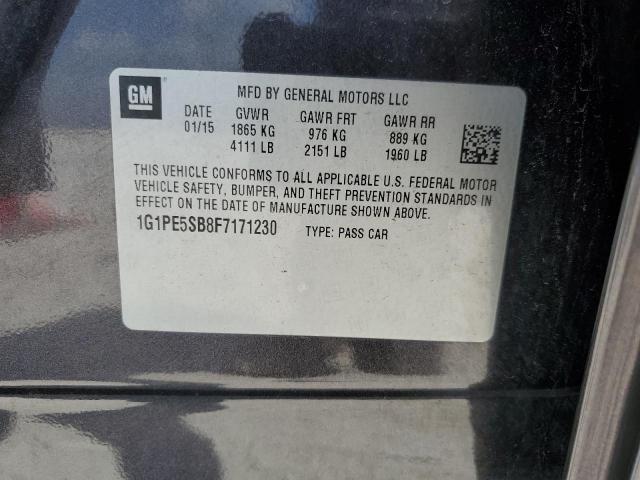 GM
MFD BY GENERAL MOTORS LLC
DATE GVWR GAWR FRT GAWR RR
01/15 1865 KG 976 KG 889 KG
4111 LB 2151 LB 1960 LB
THIS VEHICLE CONFORMS TO ALL APPLICABLE U.S. FEDERAL MOTOR
VEHICLE SAFETY, BUMPER, AND THEFT PREVENTION STANDARDS IN
EFFECT ON THE DATE OF MANUFACTURE SHOWN ABOVE.
1G1PE5SB8F7171230 TYPE: PASS CAR